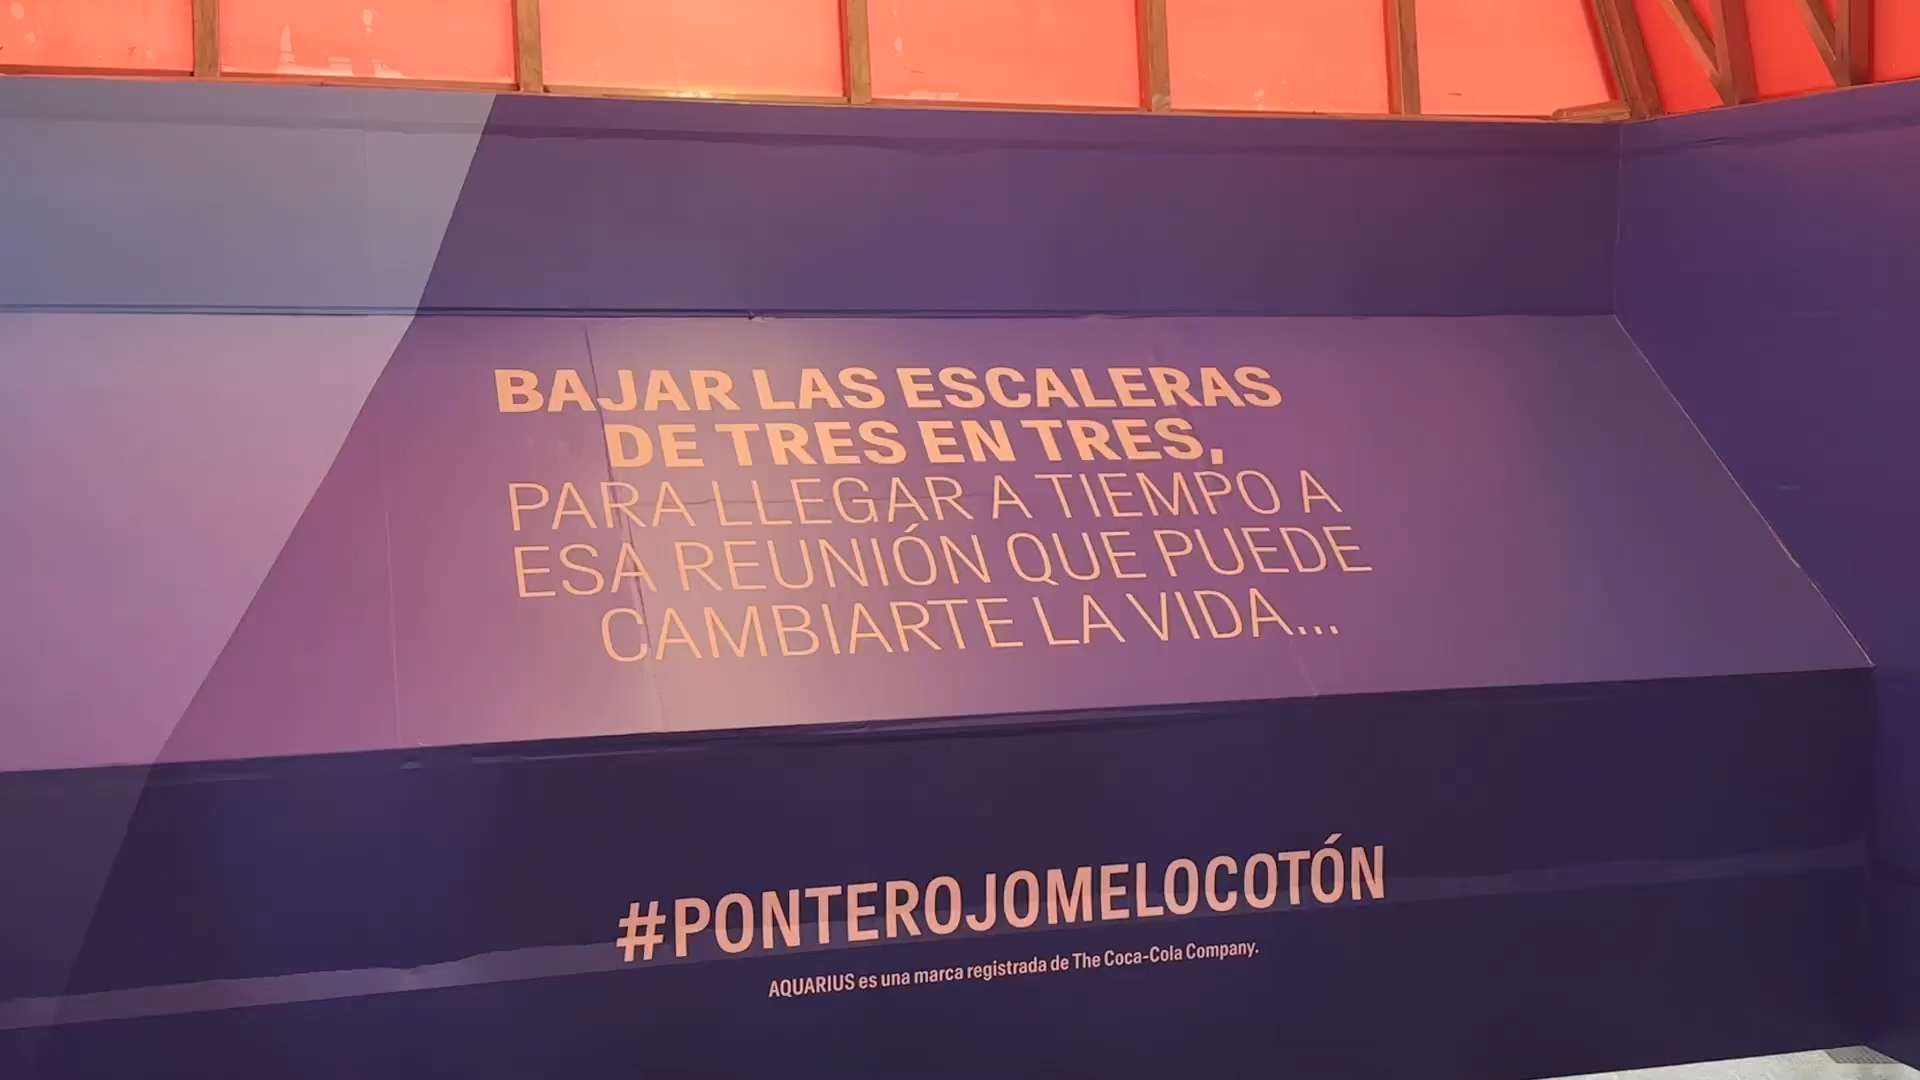 BAJAR LAS ESCALERAS
DE TRES EN TRES,
PARA LLEGAR A TIEMPO A
ESA REUNIÓN QUE PUEDE
CAMBIARTE LA VIDA...
#PONTEROJOMELOCOTÓN
AQUARIUS es una marca registrada de The Coca-Cola Company.